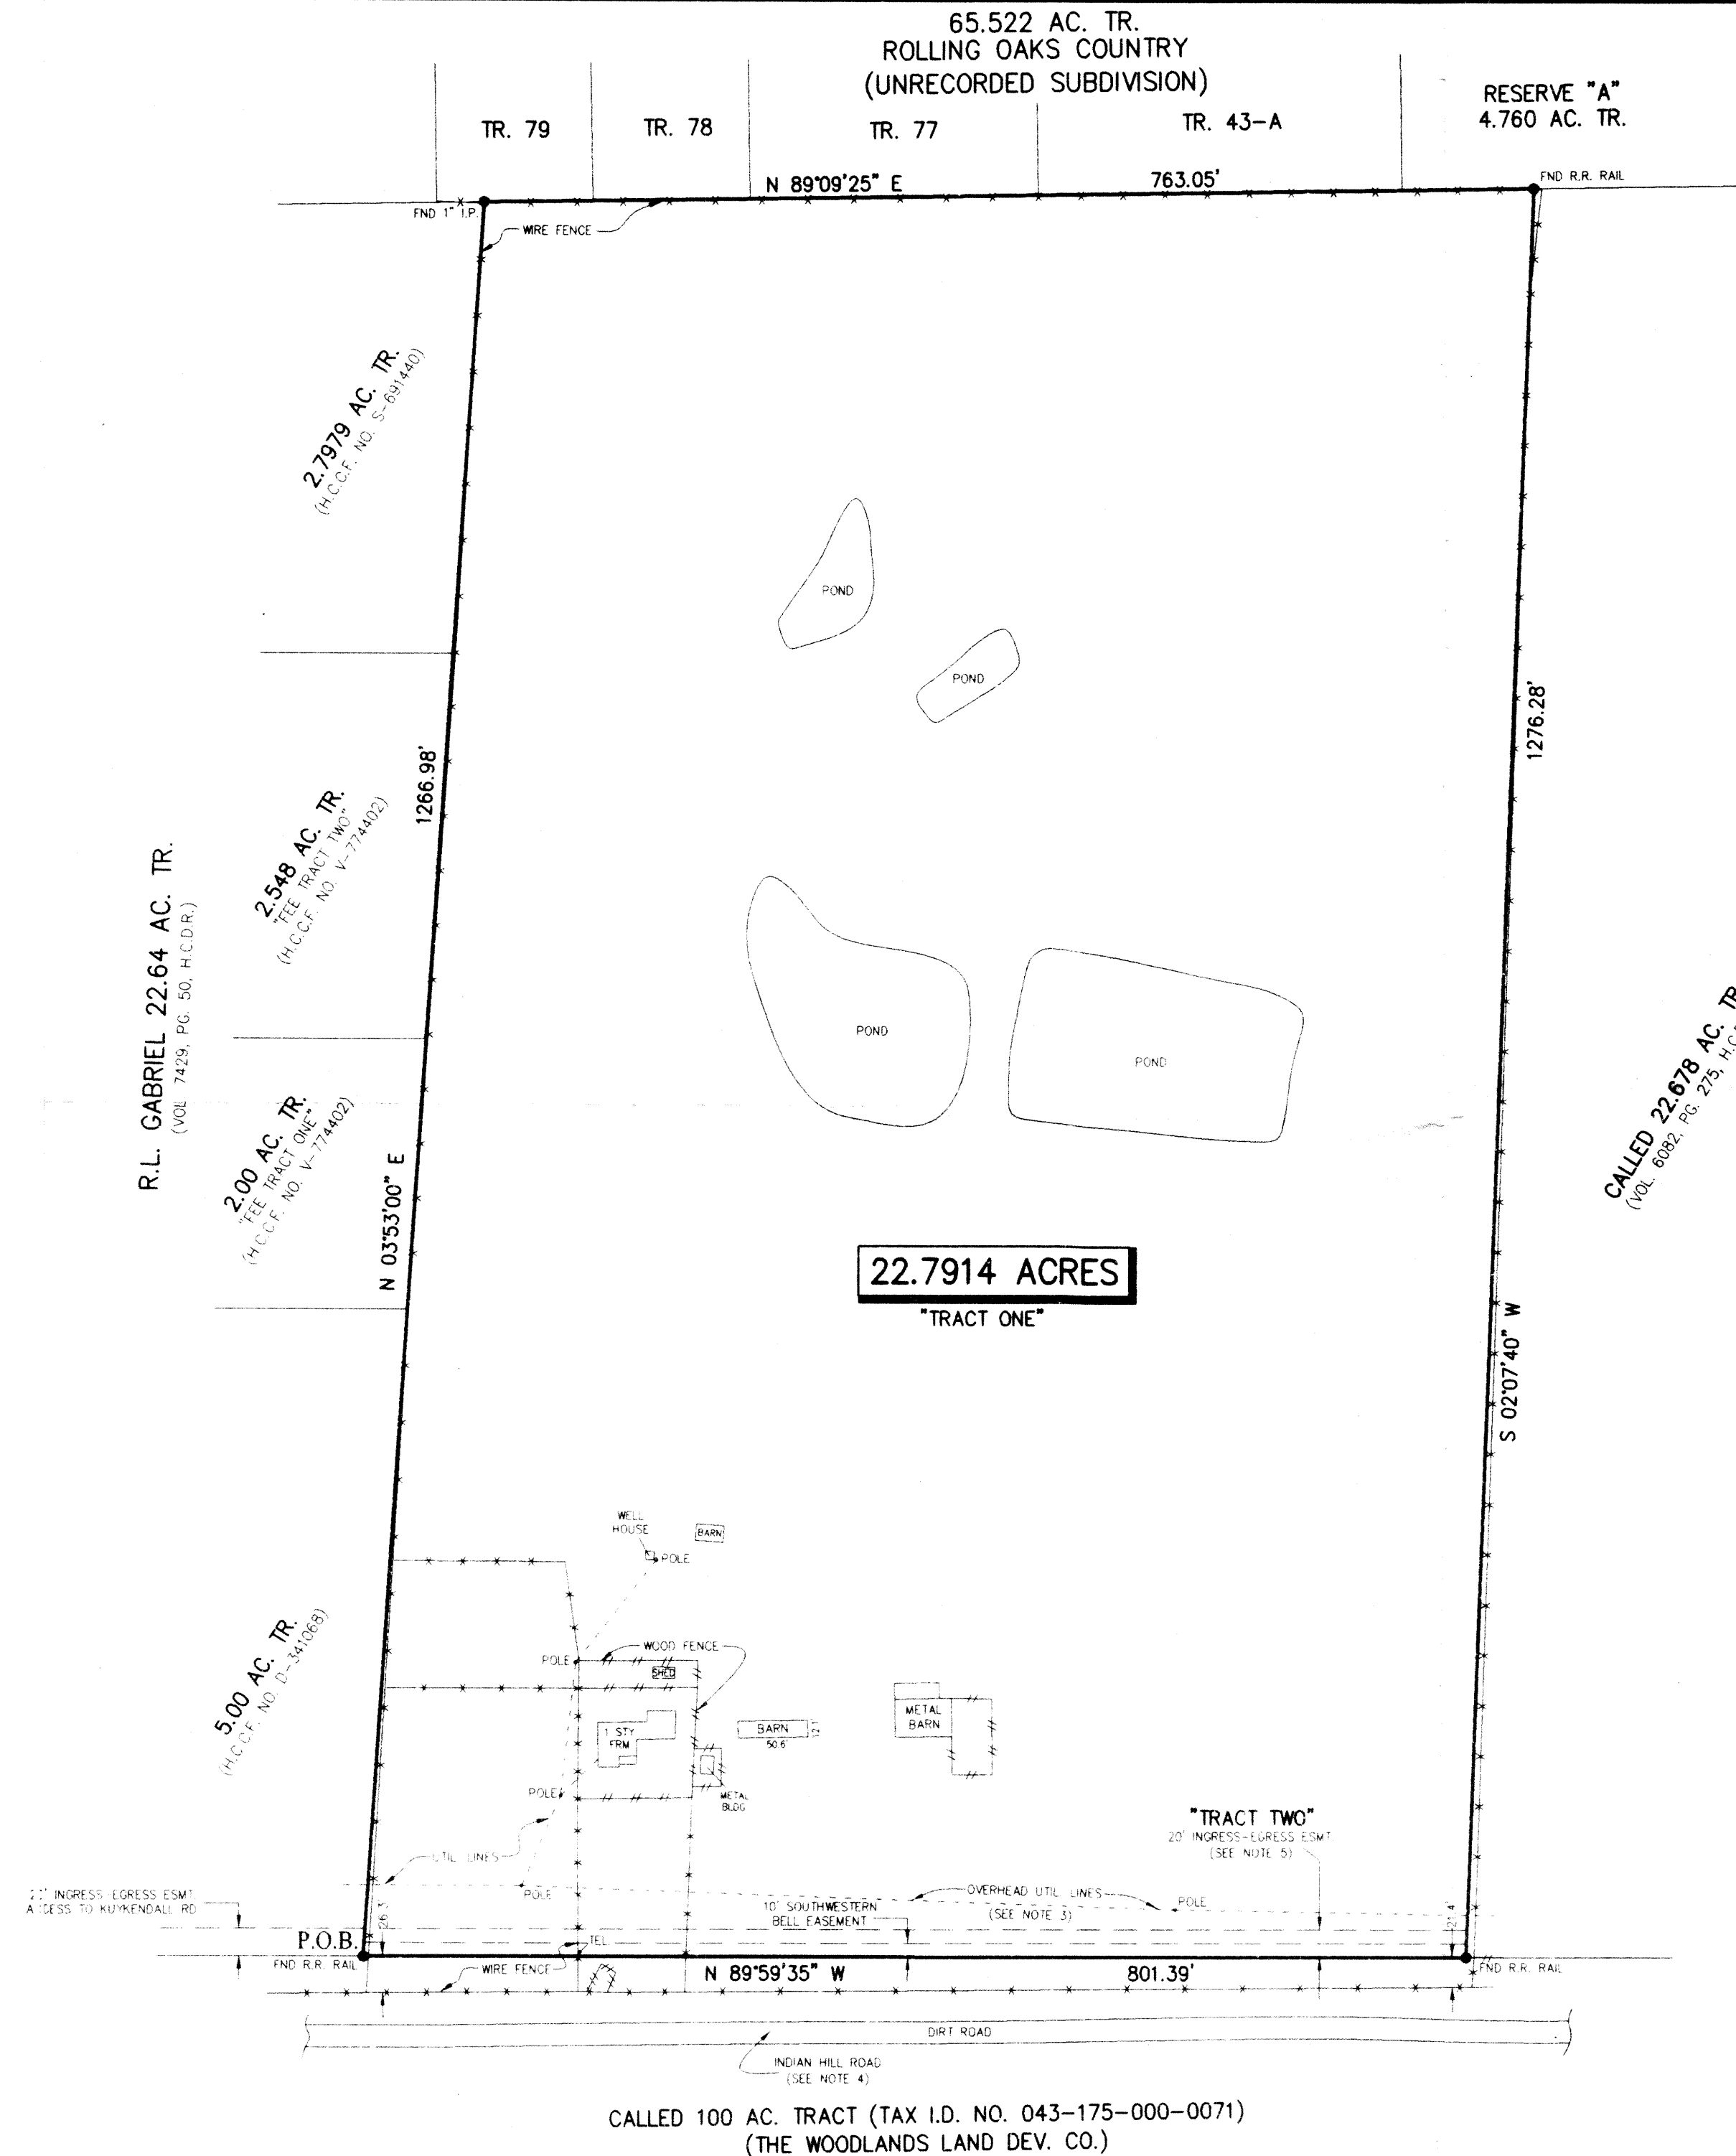 65.522 AC. TR.
ROLLING OAKS COUNTRY
(UNRECORDED SUBDIVISION)
RESERVE "A"
4.760 AC. TR.
TR. 79
TR. 78
TR. 77
TR. 43-A
N 89°09'25" E
763.05'
FND R.R. RAIL
FND 1" I.P.
WIRE FENCE
2.7979 AC. TR.
(H.C.C.F. NO. S-691440)
POND
POND
1276.28'
1266.98'
2.548 AC. TR.
"FEE TRACT TWO"
(H.C.C.F. NO. V-774402)
R.L. GABRIEL 22.64 AC. TR.
(VOL 7429, PG. 50, H.C.D.R.)
POND
POND
CALLED 22.678 AC. TR
(VOL. 6082, PG. 275, H.C.
2.00 AC. TR.
"FEE TRACT ONE"
(H.C.C.F. NO. V-774402)
N 03°53'00" E
22.7914 ACRES
"TRACT ONE"
S 02°07'40" W
WELL
HOUSE
BARN
POLE
5.00 AC. TR.
(H.C.C.F. NO. D-341068)
WOOD FENCE
POLE
SHED
1 STY
FRM
BARN
50.6'
METAL
BARN
POLE
METAL
BLDG
"TRACT TWO"
20' INGRESS-EGRESS ESMT.
(SEE NOTE 5)
UTIL LINES
POLE
OVERHEAD UTIL LINES
(SEE NOTE 3)
POLE
INGRESS-EGRESS ESMT.
ACCESS TO KUYKENDALL RD
26.3
10' SOUTHWESTERN
BELL EASEMENT
21.4
P.O.B.
TEL
FND R.R. RAIL
WIRE FENCE
N 89°59'35" W
801.39'
FND R.R. RAIL
DIRT ROAD
INDIAN HILL ROAD
(SEE NOTE 4)
CALLED 100 AC. TRACT (TAX I.D. NO. 043-175-000-0071)
(THE WOODLANDS LAND DEV. CO.)